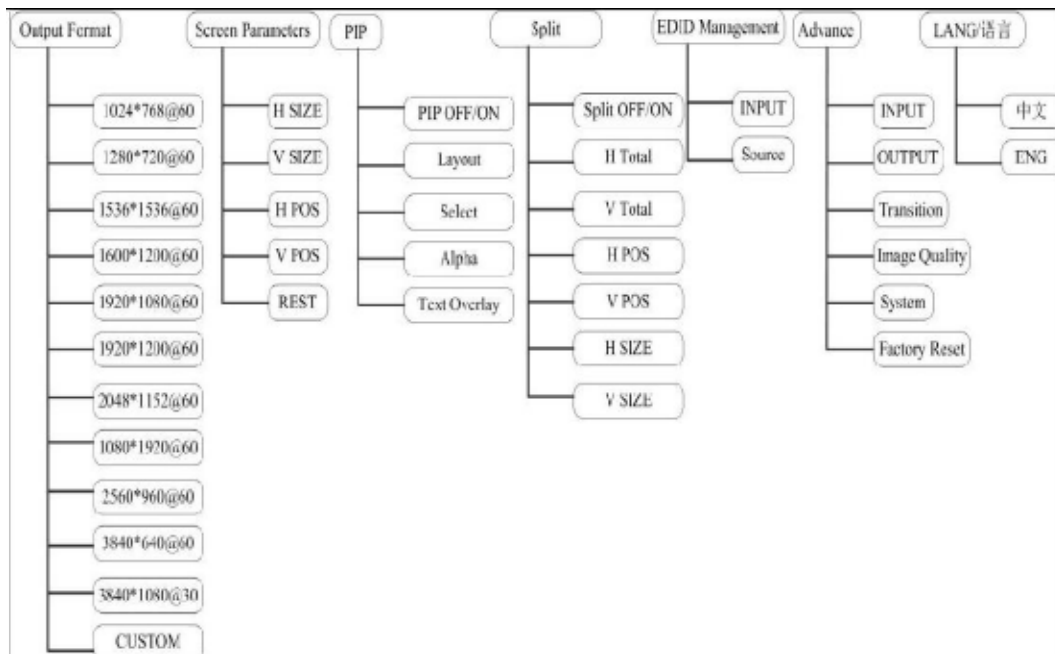 Output Format
1024*768@60
1280*720@60
1536*1536@60
1600*1200@60
1920*1080@60
1920*1200@60
2048*1152@60
1080*1920@60
2560*960@60
3840*640@60
3840*1080@30
CUSTOM
Screen Parameters
H SIZE
V SIZE
H POS
V POS
REST
PIP
PIP OFF/ON
Layout
Select
Alpha
Text Overlay
Split
Split OFF/ON
H Total
V Total
H POS
V POS
H SIZE
V SIZE
EDID Management
INPUT
Source
Advance
INPUT
OUTPUT
Transition
Image Quality
System
Factory Reset
LANG/语言
中文
ENG